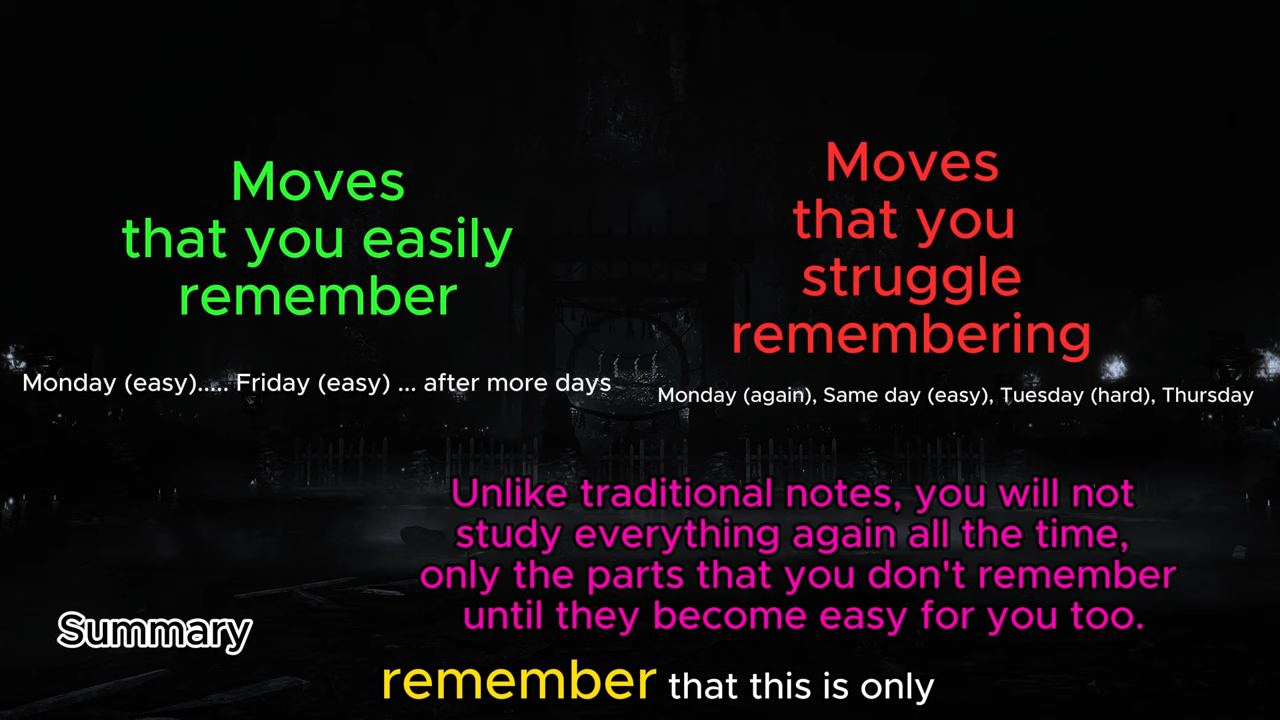 Moves
that you easily
remember
Monday (easy)..... Friday (easy) ... after more days
Moves
that you
struggle
remembering
Monday (again), Same day (easy), Tuesday (hard), Thursday
Unlike traditional notes, you will not
study everything again all the time,
only the parts that you don't remember
until they become easy for you too.
Summary
remember that this is only